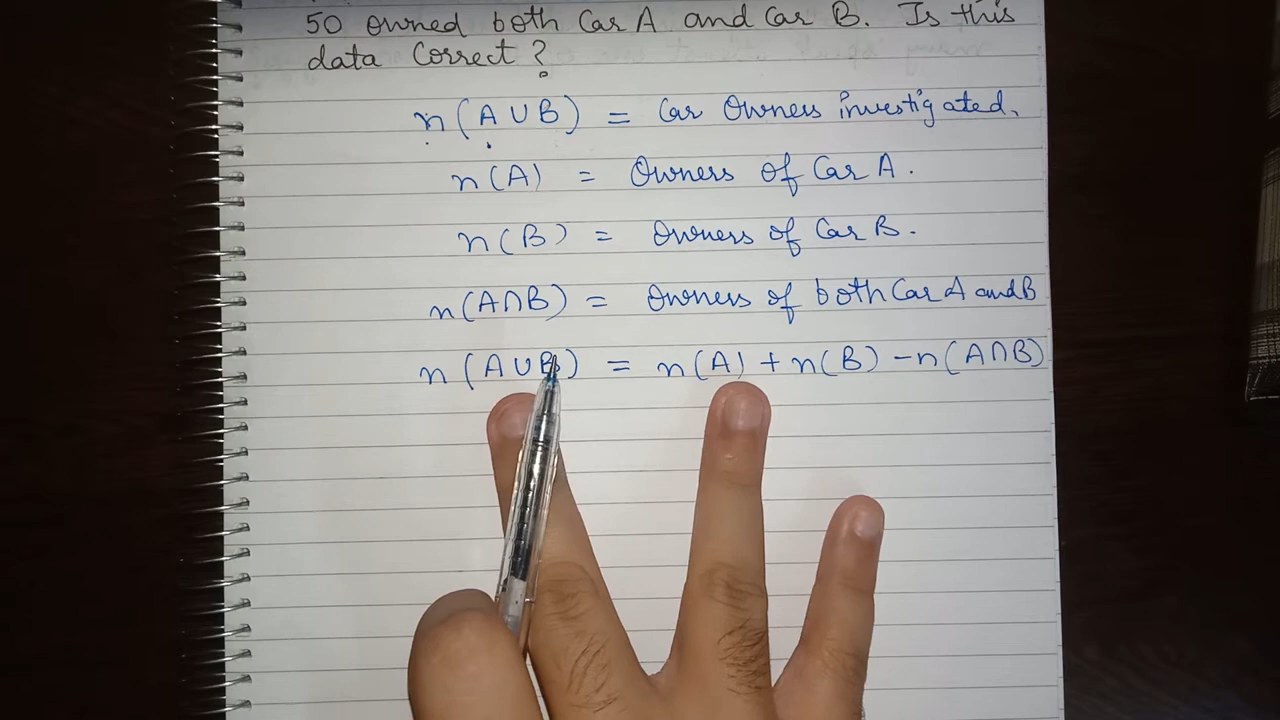 50 owned both Car A and Car B. Is this
data Correct?
n(A∪B) = Car Owners investigated.
n(A) = Owners of Car A.
n(B) = Owners of Car B.
n(A∩B) = Owners of both Car A and B
n(A∪B) = n(A) + n(B) - n(A∩B)